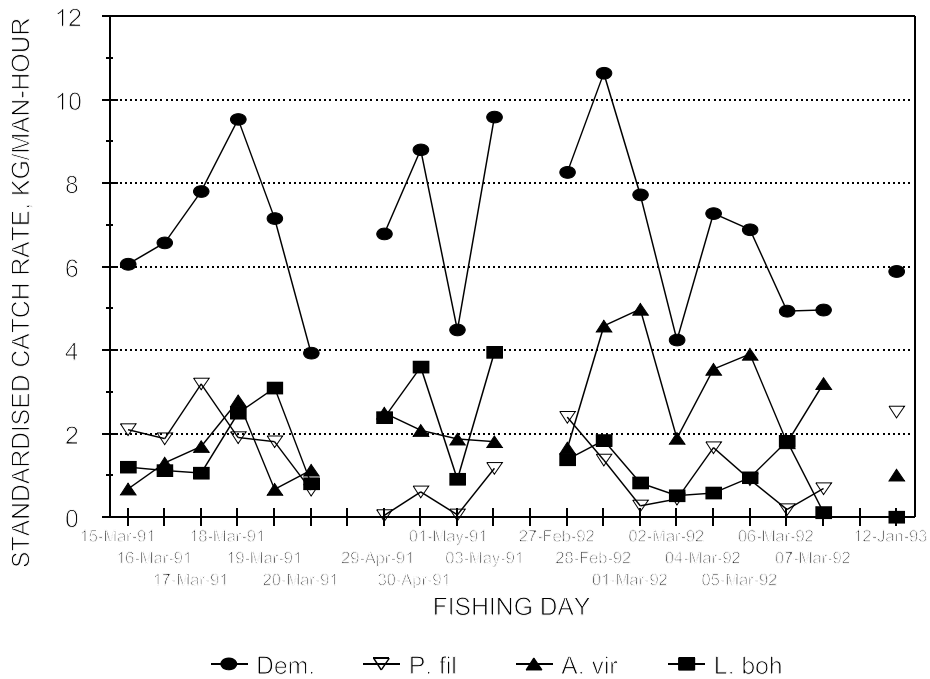 STANDARDISED CATCH RATE, KG/MAN-HOUR
12
10
8
6
4
2
0
15-Mar-91 18-Mar-91 01-May-91 27-Feb-92 02-Mar-92 06-Mar-92 12-Jan-93
16-Mar-91 19-Mar-91 29-Apr-91 03-May-91 28-Feb-92 04-Mar-92 07-Mar-92
17-Mar-91 20-Mar-91 30-Apr-91 01-Mar-92 05-Mar-92
FISHING DAY
Dem. P. fil A. vir L. boh